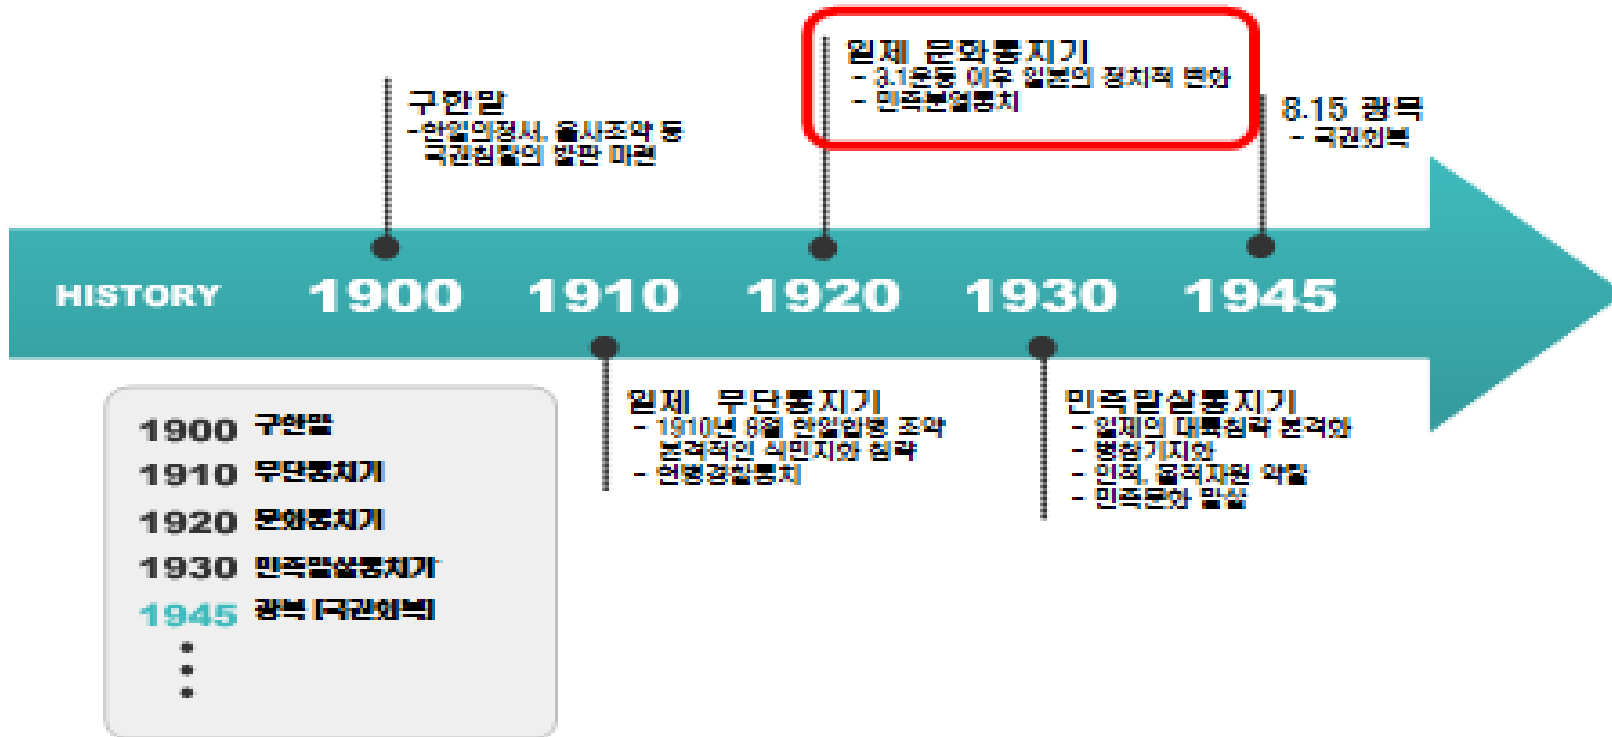 일제 문화통치기
- 3.1운동 이후 일본의 정치적 변화
- 민족분열통치
구한말
-한일의정서, 을사조약 등
국권침탈의 발판 마련
8.15 광복
- 국권회복
HISTORY 1900 1910 1920 1930 1945
일제 무단통치기
- 1910년 8월 한일합병 조약
본격적인 식민지화 침략
- 헌병경찰통치
민족말살통치기
- 일제의 대륙침략 본격화
- 병참기지화
- 인적, 물적자원 약탈
- 민족문화 말살
1900 구한말
1910 무단통치기
1920 문화통치기
1930 민족말살통치기
1945 광복 [국권회복]